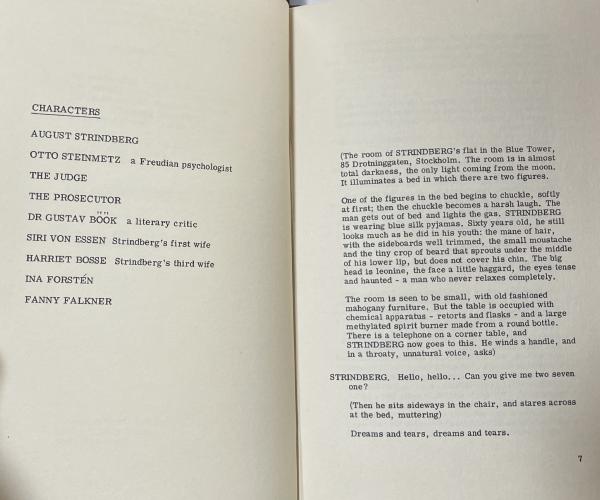 CHARACTERS
AUGUST STRINDBERG
OTTO STEINMETZ a Freudian psychologist
THE JUDGE
THE PROSECUTOR
DR GUSTAV BÖÖK a literary critic
SIRI VON ESSEN Strindberg's first wife
HARRIET BOSSE Strindberg's third wife
INA FORSTÉN
FANNY FALKNER
(The room of STRINDBERG's flat in the Blue Tower,
85 Drotninggaten, Stockholm. The room is in almost
total darkness, the only light coming from the moon.
It illuminates a bed in which there are two figures.
One of the figures in the bed begins to chuckle, softly
at first; then the chuckle becomes a harsh laugh. The
man gets out of bed and lights the gas. STRINDBERG
is wearing blue silk pyjamas. Sixty years old, he still
looks much as he did in his youth: the mane of hair,
with the sideboards well trimmed, the small moustache
and the tiny crop of beard that sprouts under the middle
of his lower lip, but does not cover his chin. The big
head is leonine, the face a little haggard, the eyes tense
and haunted - a man who never relaxes completely.
The room is seen to be small, with old fashioned
mahogany furniture. But the table is occupied with
chemical apparatus - retorts and flasks - and a large
methylated spirit burner made from a round bottle.
There is a telephone on a corner table, and
STRINDBERG now goes to this. He winds a handle, and
in a throaty, unnatural voice, asks)
STRINDBERG. Hello, hello... Can you give me two seven
one?
(Then he sits sideways in the chair, and stares across
at the bed, muttering)
Dreams and tears, dreams and tears.
7